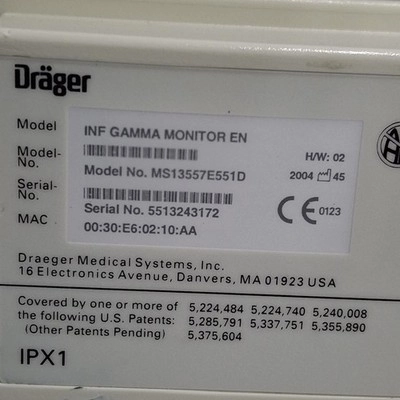 Dräger
Model INF GAMMA MONITOR EN
Model-No. Model No. MS13557E551D
H/W: 02
2004 45
Serial-No. Serial No. 5513243172
CE 0123
MAC 00:30:E6:02:10:AA
Draeger Medical Systems, Inc.
16 Electronics Avenue, Danvers, MA 01923 USA
Covered by one or more of 5,224,484 5,224,740 5,240,008
the following U.S. Patents: 5,285,791 5,337,751 5,355,890
(Other Patents Pending) 5,375,604
IPX1